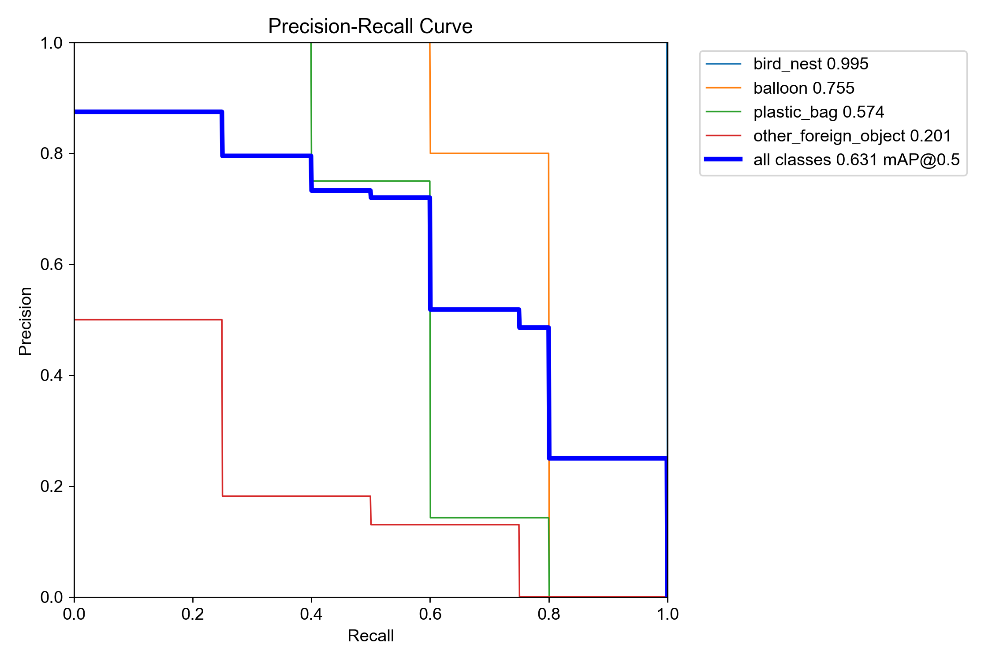 Precision-Recall Curve
1.0
0.8
0.6
0.4
0.2
0.0
Precision
0.0 0.2 0.4 0.6 0.8 1.0
Recall
bird_nest 0.995
balloon 0.755
plastic_bag 0.574
other_foreign_object 0.201
all classes 0.631 mAP@0.5